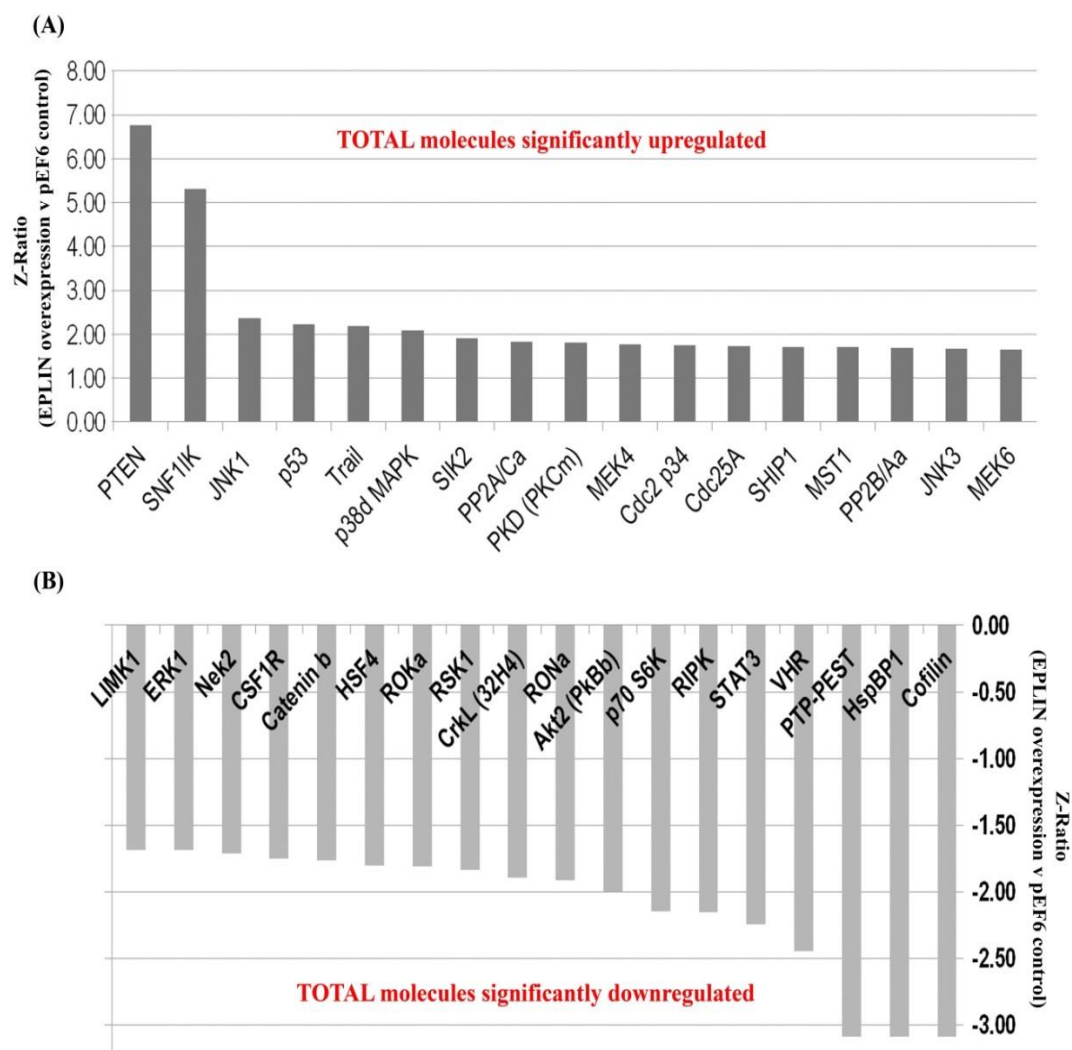 (A)
8.00
7.00
6.00
5.00
4.00
3.00
2.00
1.00
0.00
Z-Ratio
(EPLIN overexpression v pEF6 control)
TOTAL molecules significantly upregulated
PTEN
SNF1lK
JNK1
p53
Trail
p38d MAPK
SIK2
PP2A/Ca
PKD (PKCm)
MEK4
Cdc2 p34
Cdc25A
SHIP1
MST1
PP2B/Aa
JNK3
MEK6
(B)
LIMK1
ERK1
Nek2
CSF1R
Catenin b
HSF4
ROKa
RSK1
CrkL (32H4)
RONa
Akt2 (PkBb)
p70 S6K
RIPK
STAT3
VHR
PTP-PEST
HspBP1
Cofilin
0.00
-0.50
-1.00
-1.50
-2.00
-2.50
-3.00
Z-Ratio
(EPLIN overexpression v pEF6 control)
TOTAL molecules significantly downregulated